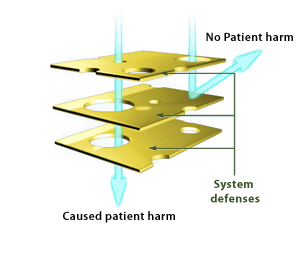 No Patient harm
System
defenses
Caused patient harm